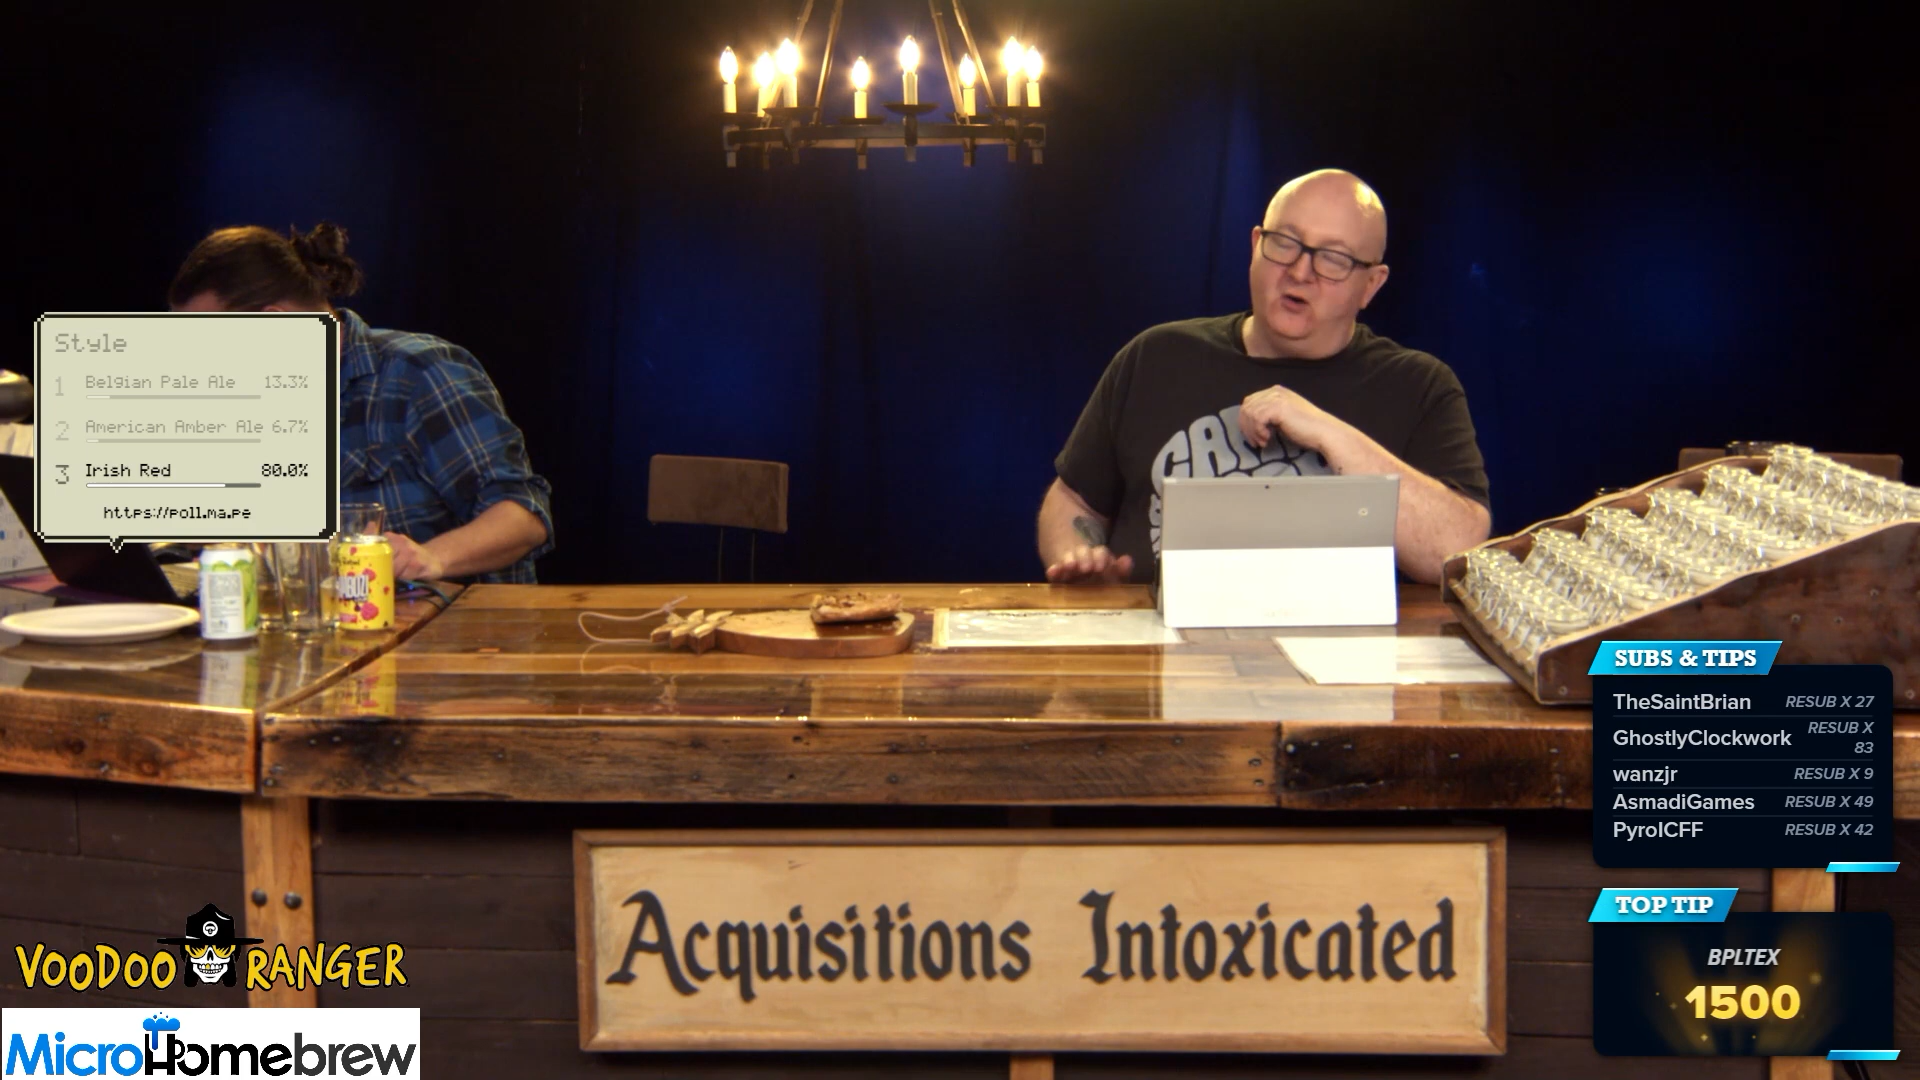 Style
1 Belgian Pale Ale 13.3%
2 American Amber Ale 6.7%
3 Irish Red 80.0%
https://poll.ma.pe
SUBS & TIPS
TheSaintBrian RESUB X 27
GhostlyClockwork RESUB X
83
wanzjr RESUB X 9
AsmadiGames RESUB X 49
PyroICFF RESUB X 42
TOP TIP
BPLTEX
1500
Acquisitions Intoxicated
VOODOO RANGER
MicroHomebrew